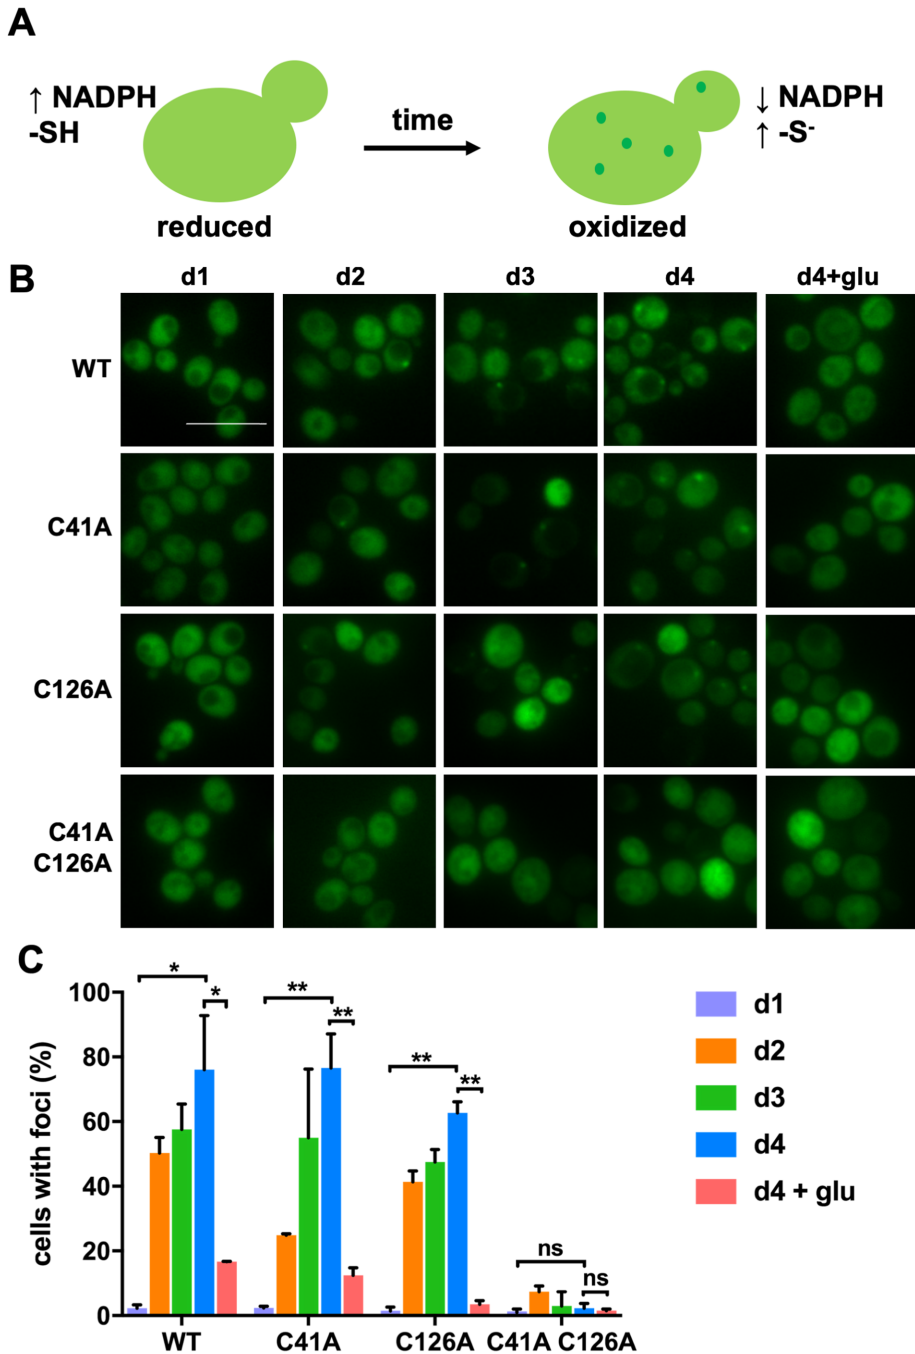 A
↑ NADPH
-SH
time
↓ NADPH
↑ -S-
reduced
oxidized
B
d1 d2 d3 d4 d4+glu
WT
C41A
C126A
C41A
C126A
C
cells with foci (%)
100
80
60
40
20
0
* * ** ** ** ** ns ns
WT C41A C126A C41A C126A
d1
d2
d3
d4
d4 + glu